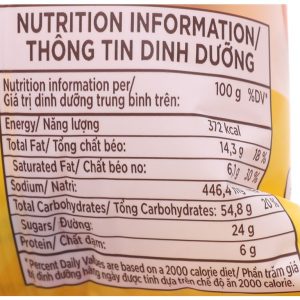 NUTRITION INFORMATION/
THÔNG TIN DINH DƯỠNG
Nutrition information per/
Giá trị dinh dưỡng trung bình trên: 100 g %DV*
Energy/ Năng lượng 372 kcal
Total Fat/ Tổng chất béo: 14,3 g 18 %
Saturated Fat/ Chất béo no: 6,1 g 30 %
Sodium/ Natri: 446,4 mg
Total Carbohydrates/ Tổng Carbohydrates: 54,8 g 20 %
Sugars/ Đường: 24 g
Protein/ Chất đạm: 6 g
*Percent Daily Values are based on a 2000 calorie diet/ Phần trăm giá
trị dinh dưỡng hàng ngày được tính dựa trên chế độ ăn 2000 calorie.